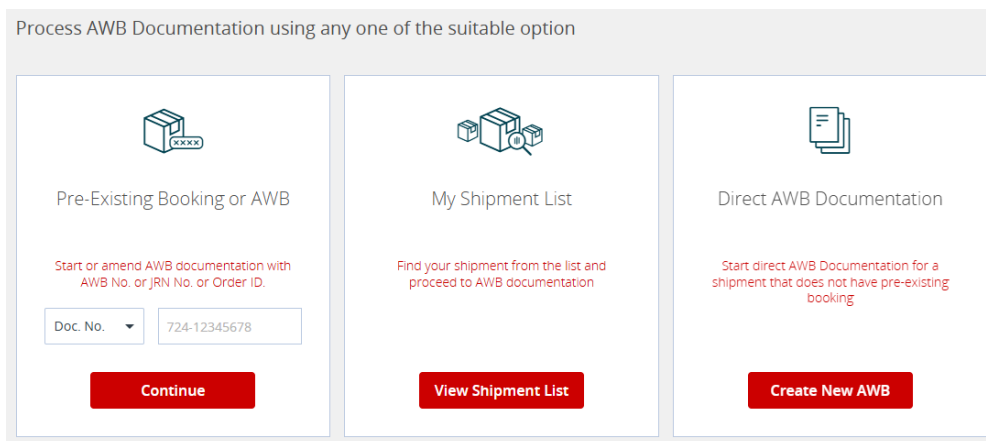 Process AWB Documentation using any one of the suitable option
xxxx
Pre-Existing Booking or AWB
Start or amend AWB documentation with
AWB No. or JRN No. or Order ID.
Doc. No.
724-12345678
Continue
My Shipment List
Find your shipment from the list and
proceed to AWB documentation
View Shipment List
Direct AWB Documentation
Start direct AWB Documentation for a
shipment that does not have pre-existing
booking
Create New AWB